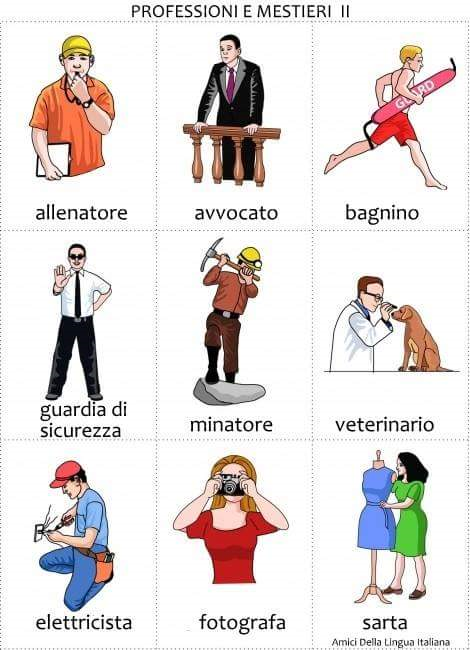 PROFESSIONI E MESTIERI II
GUARD
allenatore
avvocato
bagnino
guardia di
sicurezza
minatore
veterinario
elettricista
fotografa
sarta
Amici Della Lingua Italiana